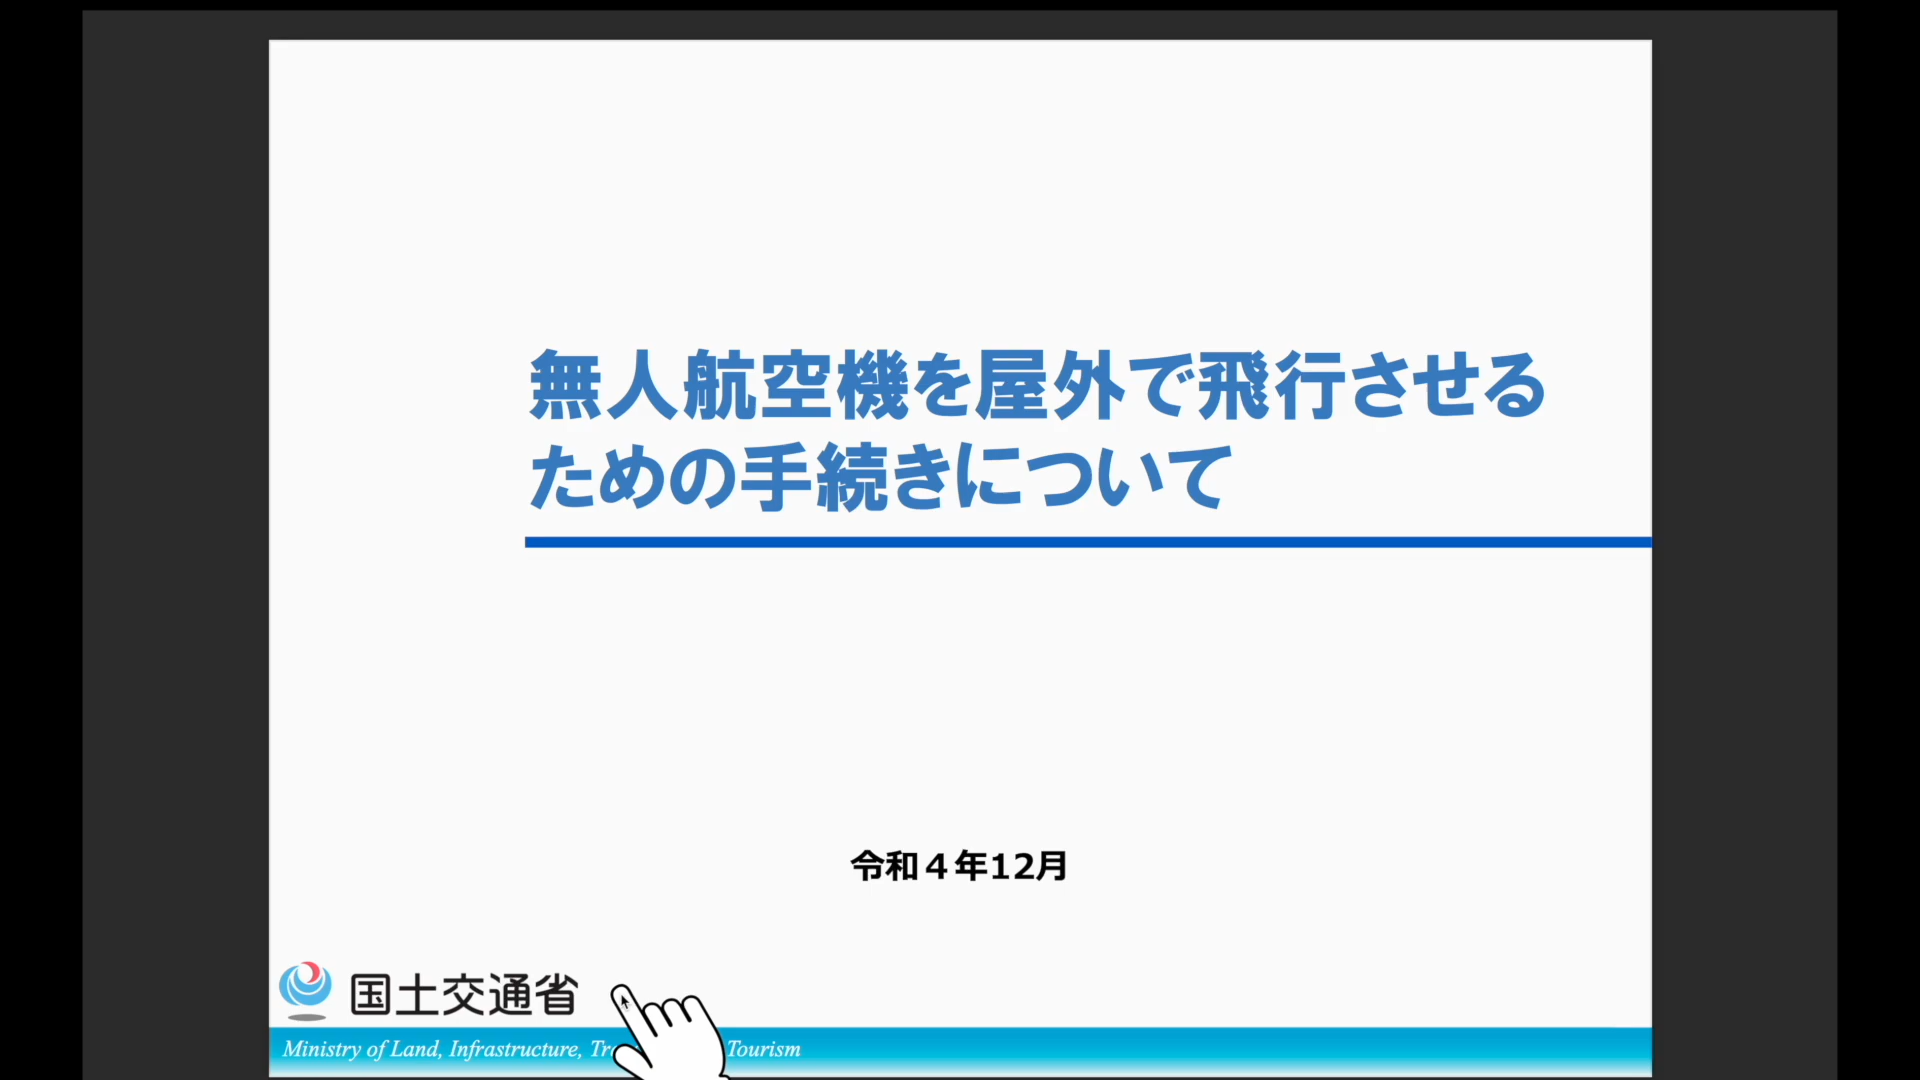 無人航空機を屋外で飛行させる
ための手続きについて
令和４年12月
国土交通省
Ministry of Land, Infrastructure, Tourism